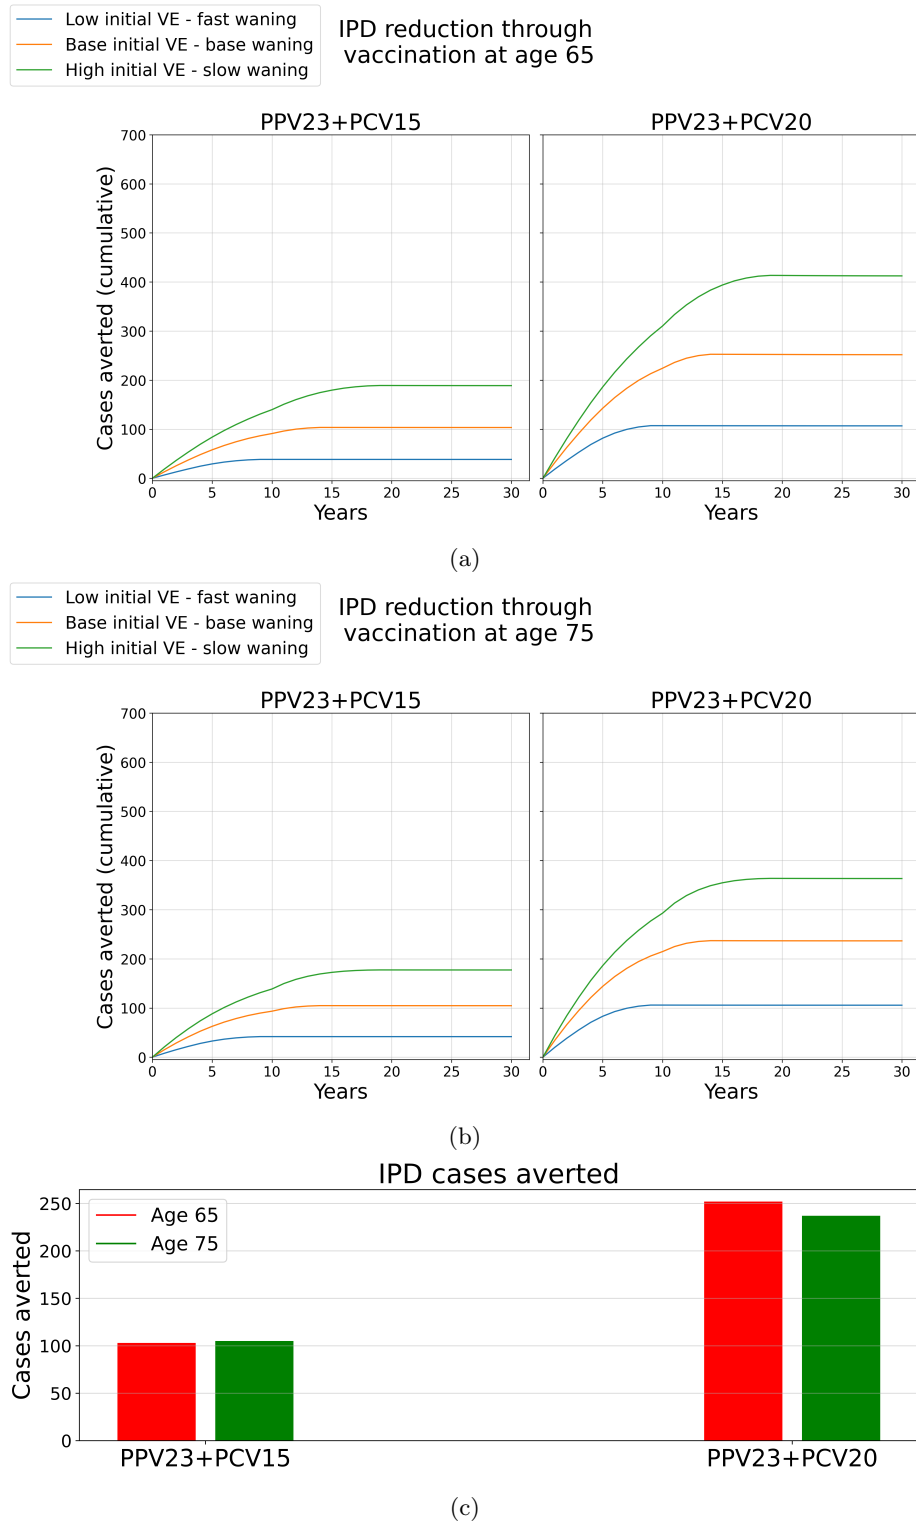 Low initial VE - fast waning
Base initial VE - base waning
High initial VE - slow waning
IPD reduction through
vaccination at age 65
PPV23+PCV15
PPV23+PCV20
Cases averted (cumulative)
700
600
500
400
300
200
100
0
0 5 10 15 20 25 30
0 5 10 15 20 25 30
Years
Years
(a)
Low initial VE - fast waning
Base initial VE - base waning
High initial VE - slow waning
IPD reduction through
vaccination at age 75
PPV23+PCV15
PPV23+PCV20
Cases averted (cumulative)
700
600
500
400
300
200
100
0
0 5 10 15 20 25 30
0 5 10 15 20 25 30
Years
Years
(b)
IPD cases averted
Cases averted
250
200
150
100
50
0
Age 65
Age 75
PPV23+PCV15
PPV23+PCV20
(c)